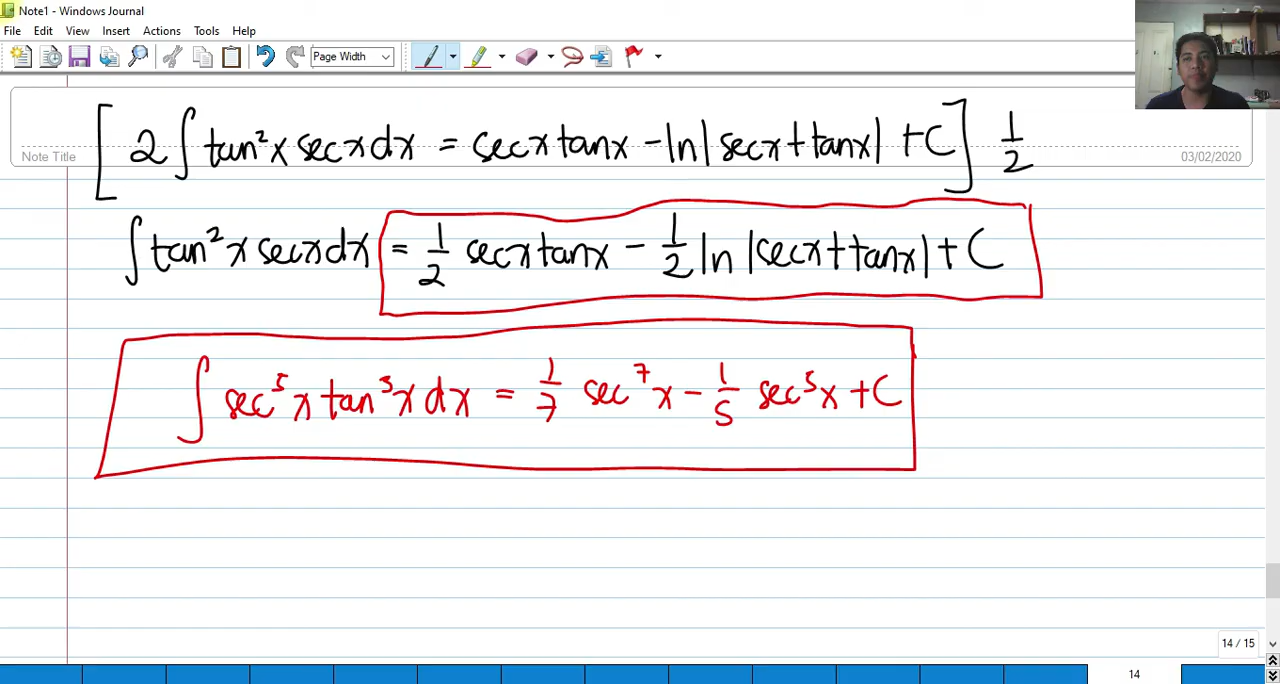 Note1 - Windows Journal
File Edit View Insert Actions Tools Help
Page Width
[2 ∫ tan²x secx dx = secx tanx - ln|secx + tanx| + C] 1/2
Note Title
03/02/2020
∫ tan²x secx dx = 1/2 secx tanx - 1/2 ln|secx + tanx| + C
∫ sec⁵x tan³x dx = 1/7 sec⁷x - 1/5 sec⁵x + C
14 / 15
14